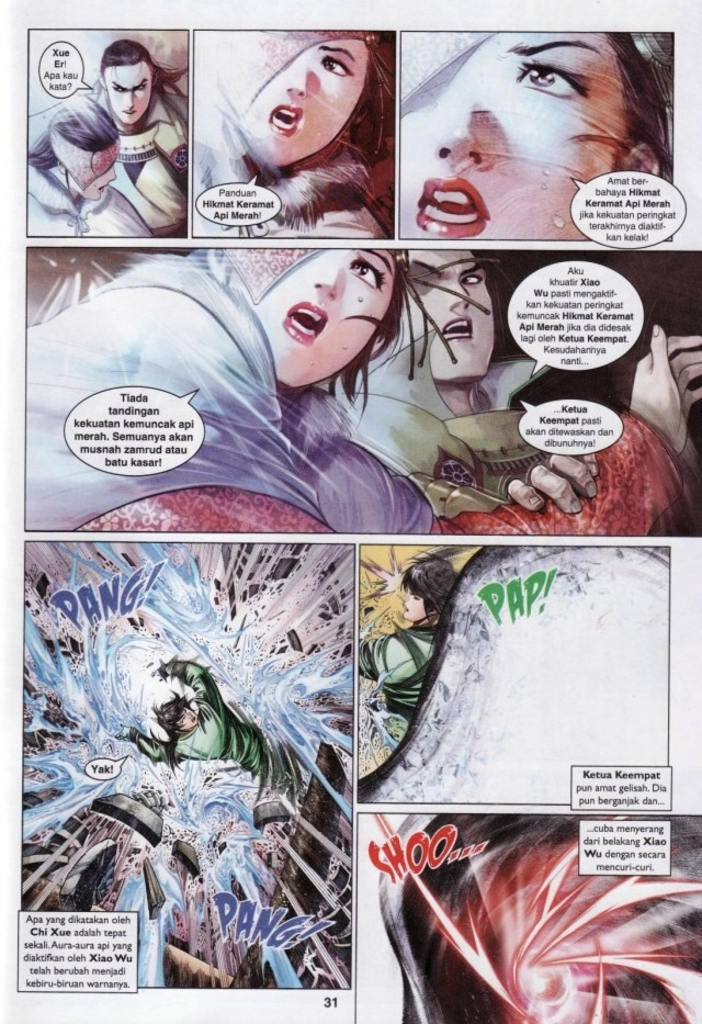 Xue
Er!
Apa kau
kata?
Panduan
Hikmat Keramat
Api Merah!
Amat ber-
bahaya Hikmat
Keramat Api Merah
jika kekuatan peringkat
terakhirnya diaktif-
kan kelak!
Aku
khuatir Xiao
Wu pasti mengaktif-
kan kekuatan peringkat
kemuncak Hikmat Keramat
Api Merah jika dia didesak
lagi oleh Ketua Keempat.
Kesudahannya
nanti...
Tiada
tandingan
kekuatan kemuncak api
merah. Semuanya akan
musnah zamrud atau
batu kasar!
...Ketua
Keempat pasti
akan ditewaskan dan
dibunuhnya!
PANG!
Yak!
PANG!
Apa yang dikatakan oleh
Chi Xue adalah tepat
sekali. Aura-aura api yang
diaktifkan oleh Xiao Wu
telah berubah menjadi
kebiru-biruan warnanya.
PAP!
Ketua Keempat
pun amat gelisah. Dia
pun berganjak dan...
CHOO...
...cuba menyerang
dari belakang Xiao
Wu dengan secara
mencuri-curi.
31